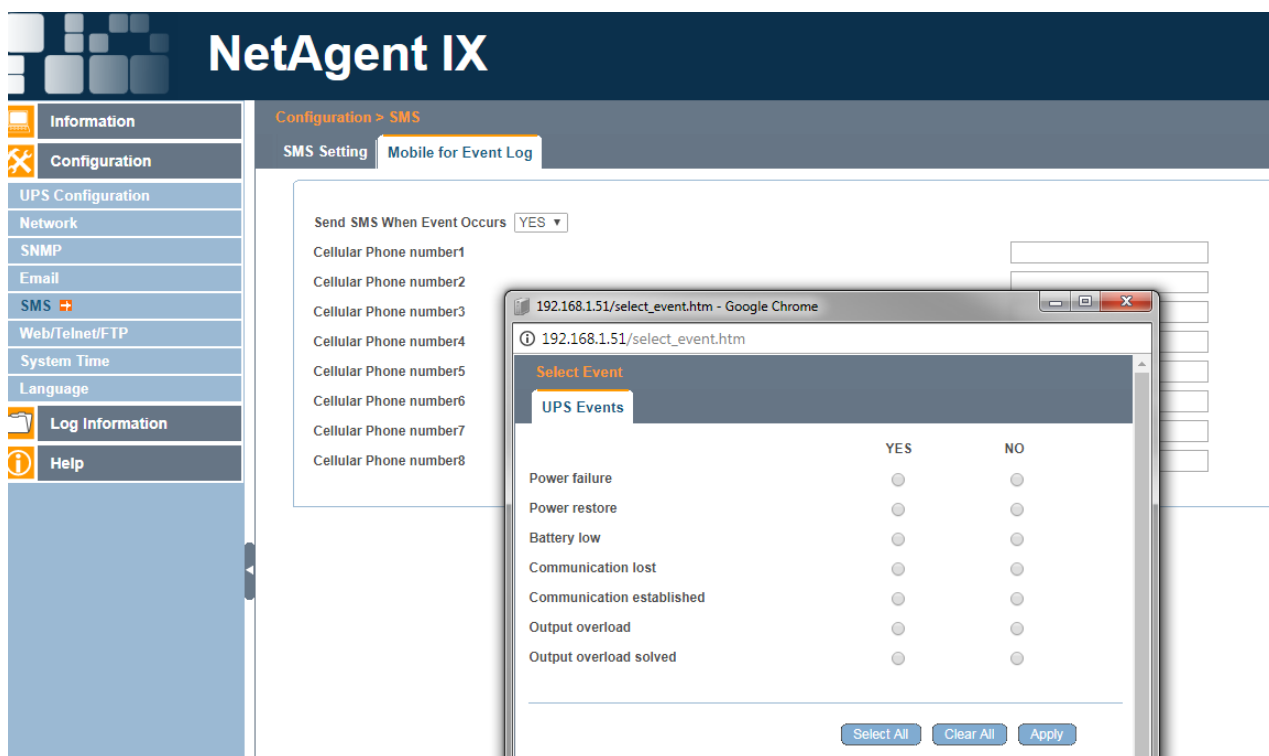 NetAgent IX
Information
Configuration
UPS Configuration
Network
SNMP
Email
SMS
Web/Telnet/FTP
System Time
Language
Log Information
Help
Configuration > SMS
SMS Setting
Mobile for Event Log
Send SMS When Event Occurs YES
Cellular Phone number1
Cellular Phone number2
Cellular Phone number3
Cellular Phone number4
Cellular Phone number5
Cellular Phone number6
Cellular Phone number7
Cellular Phone number8
192.168.1.51/select_event.htm - Google Chrome
192.168.1.51/select_event.htm
Select Event
UPS Events
YES NO
Power failure
Power restore
Battery low
Communication lost
Communication established
Output overload
Output overload solved
Select All Clear All Apply